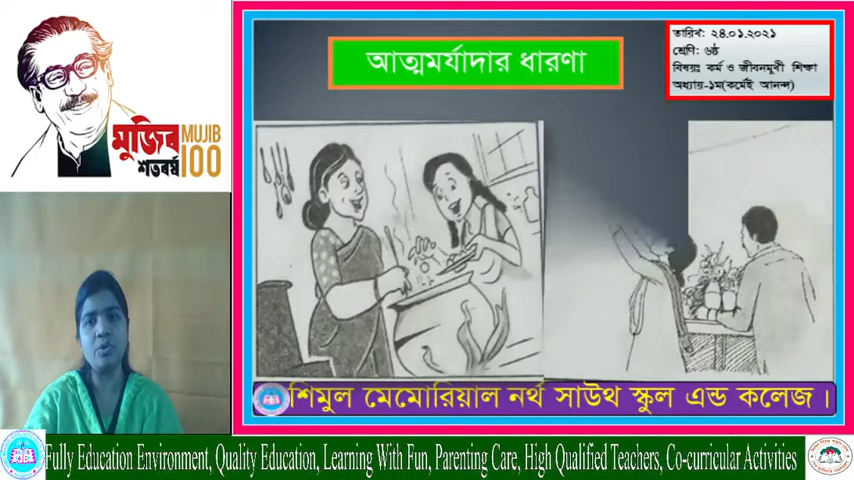 মুজিব
শতবর্ষ
MUJIB
100
আত্মমর্যাদার ধারণা
তারিখ: ২৪.০১.২০২১
শ্রেণি: ৬ষ্ঠ
বিষয়ঃ কর্ম ও জীবনমুখী শিক্ষা
অধ্যায়-১ম(কর্মেই আনন্দ)
শিমুল মেমোরিয়াল নর্থ সাউথ স্কুল এন্ড কলেজ ।
Fully Education Environment, Quality Education, Learning With Fun, Parenting Care, High Qualified Teachers, Co-curricular Activities